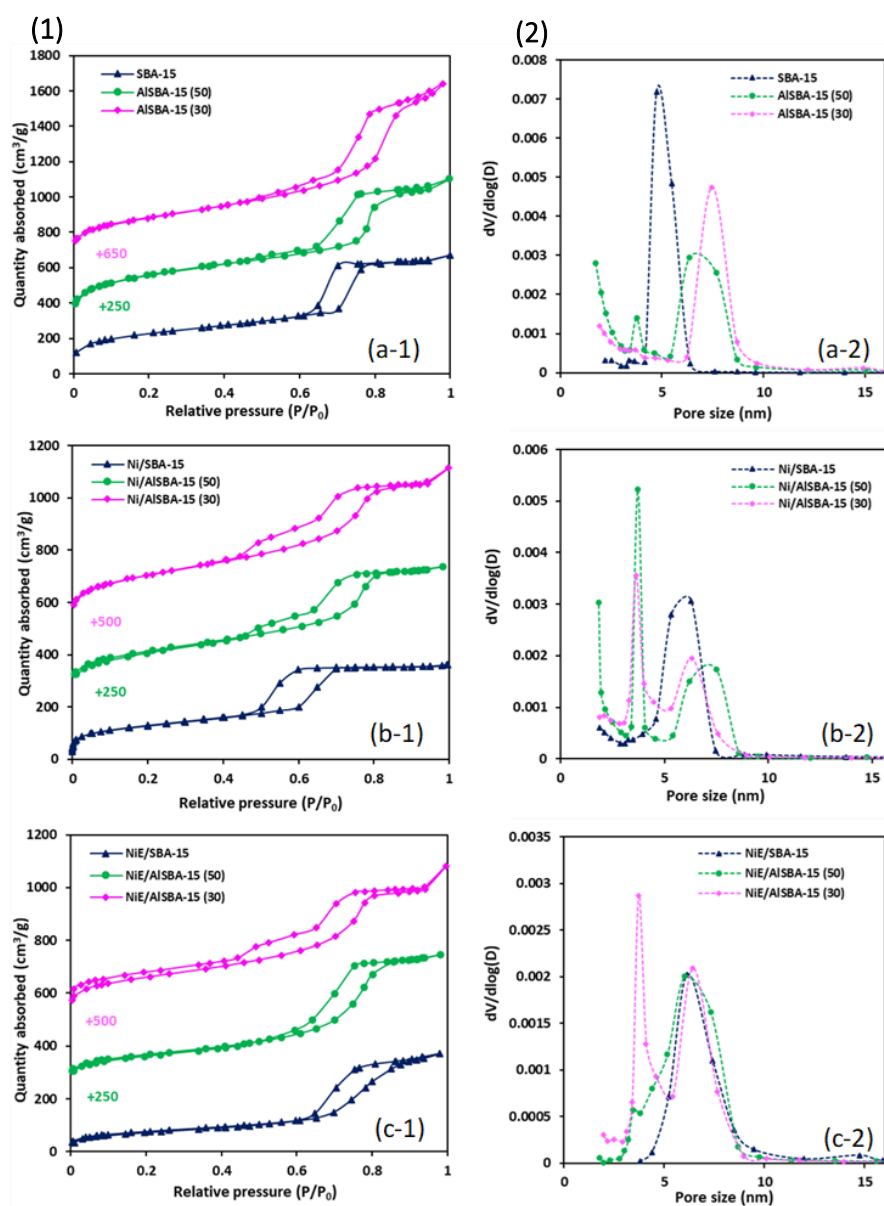 (1)
(2)
1800
1600
1400
1200
1000
800
600
400
200
0
Quantity absorbed (cm³/g)
SBA-15
AlSBA-15 (50)
AlSBA-15 (30)
+650
+250
(a-1)
0 0.2 0.4 0.6 0.8 1
Relative pressure (P/P₀)
0.008
0.007
0.006
0.005
0.004
0.003
0.002
0.001
0
dV/dlog(D)
SBA-15
AlSBA-15 (50)
AlSBA-15 (30)
(a-2)
0 5 10 15
Pore size (nm)
1200
1000
800
600
400
200
0
Quantity absorbed (cm³/g)
Ni/SBA-15
Ni/AlSBA-15 (50)
Ni/AlSBA-15 (30)
+500
+250
(b-1)
0 0.2 0.4 0.6 0.8 1
Relative pressure (P/P₀)
0.006
0.005
0.004
0.003
0.002
0.001
0
dV/dlog(D)
Ni/SBA-15
Ni/AlSBA-15 (50)
Ni/AlSBA-15 (30)
(b-2)
0 5 10 15
Pore size (nm)
1200
1000
800
600
400
200
0
Quantity absorbed (cm³/g)
NiE/SBA-15
NiE/AlSBA-15 (50)
NiE/AlSBA-15 (30)
+500
+250
(c-1)
0 0.2 0.4 0.6 0.8 1
Relative pressure (P/P₀)
0.0035
0.003
0.0025
0.002
0.0015
0.001
0.0005
0
dV/dlog(D)
NiE/SBA-15
NiE/AlSBA-15 (50)
NiE/AlSBA-15 (30)
(c-2)
0 5 10 15
Pore size (nm)